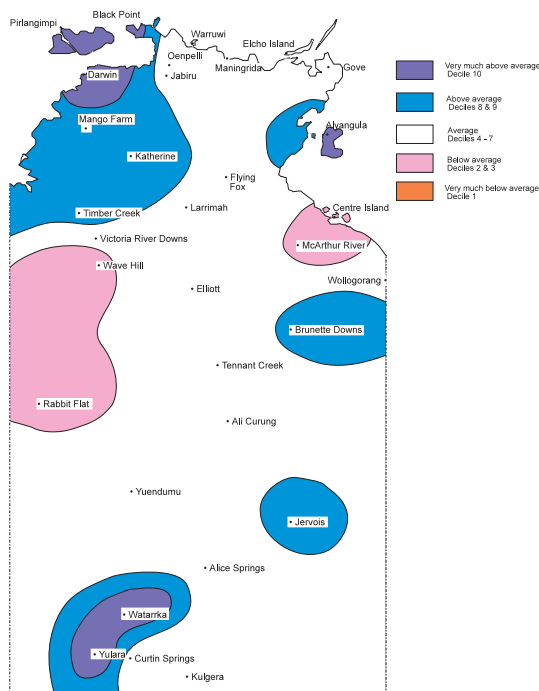 Black Point
Pirlangimpi
Warruwi
Elcho Island
Oenpelli
Maningrida
Gove
Jabiru
Darwin
Mango Farm
Alyangula
Katherine
Flying
Fox
Larrimah
Centre Island
Timber Creek
Victoria River Downs
McArthur River
Wave Hill
Wollogorang
Elliott
Brunette Downs
Tennant Creek
Rabbit Flat
Ali Curung
Yuendumu
Jervois
Alice Springs
Watarrka
Yulara
Curtin Springs
Kulgera
Very much above average
Decile 10
Above average
Deciles 8 & 9
Average
Deciles 4 - 7
Below average
Deciles 2 & 3
Very much below average
Decile 1